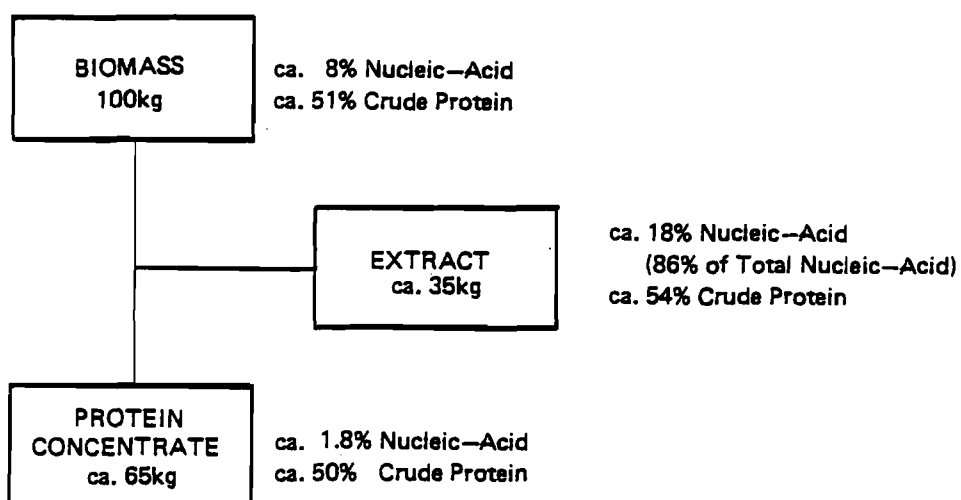 BIOMASS
100kg
ca. 8% Nucleic—Acid
ca. 51% Crude Protein
EXTRACT
ca. 35kg
ca. 18% Nucleic—Acid
(86% of Total Nucleic—Acid)
ca. 54% Crude Protein
PROTEIN
CONCENTRATE
ca. 65kg
ca. 1.8% Nucleic—Acid
ca. 50% Crude Protein